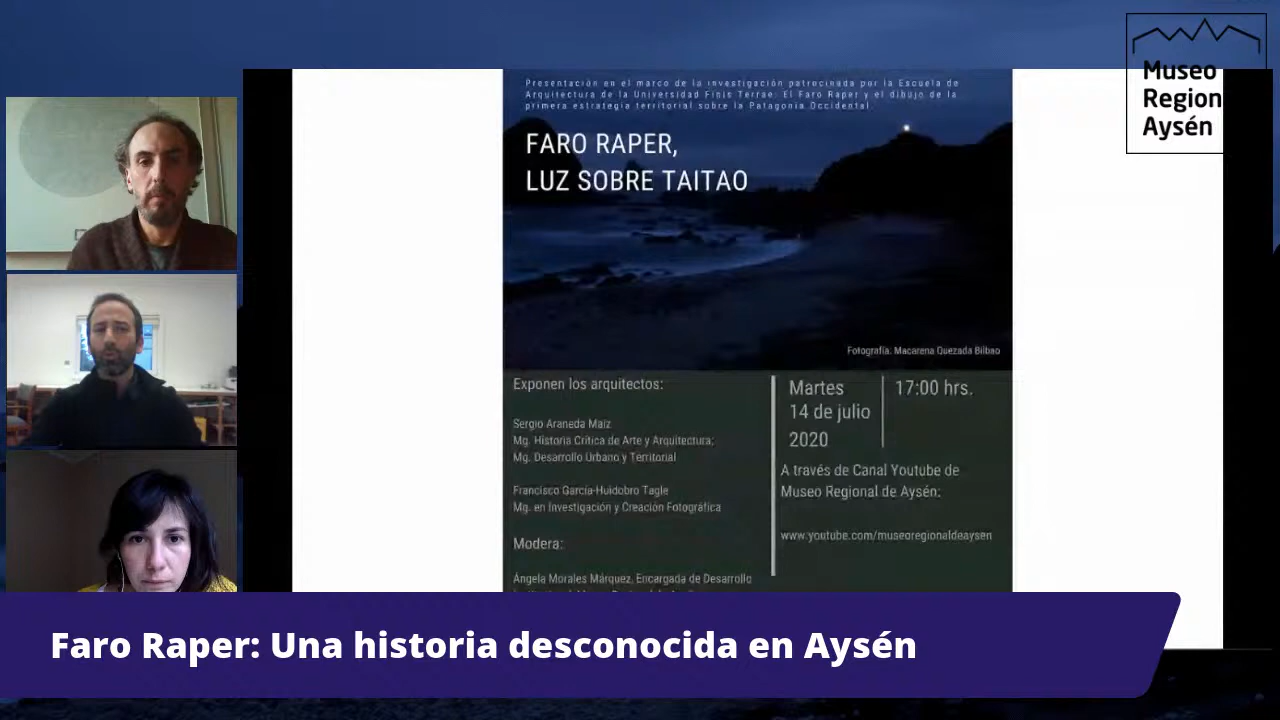 Museo
Region
Aysén
Presentación en el marco de la investigación patrocinada por la Escuela de
Arquitectura de la Universidad Finis Terrae: El Faro Raper y el dibujo de la
primera estrategia territorial sobre la Patagonia Occidental.
FARO RAPER,
LUZ SOBRE TAITAO
Fotografía: Macarena Quezada Bilbao
Exponen los arquitectos:
Sergio Araneda Maiz
Mg. Historia Crítica de Arte y Arquitectura;
Mg. Desarrollo Urbano y Territorial
Francisco García-Huidobro Tagle
Mg. en Investigación y Creación Fotográfica
Modera:
Ángela Morales Márquez, Encargada de Desarrollo
Martes
14 de julio
2020
17:00 hrs.
A través de Canal Youtube de
Museo Regional de Aysén:
www.youtube.com/museoregionaldeaysen
Faro Raper: Una historia desconocida en Aysén